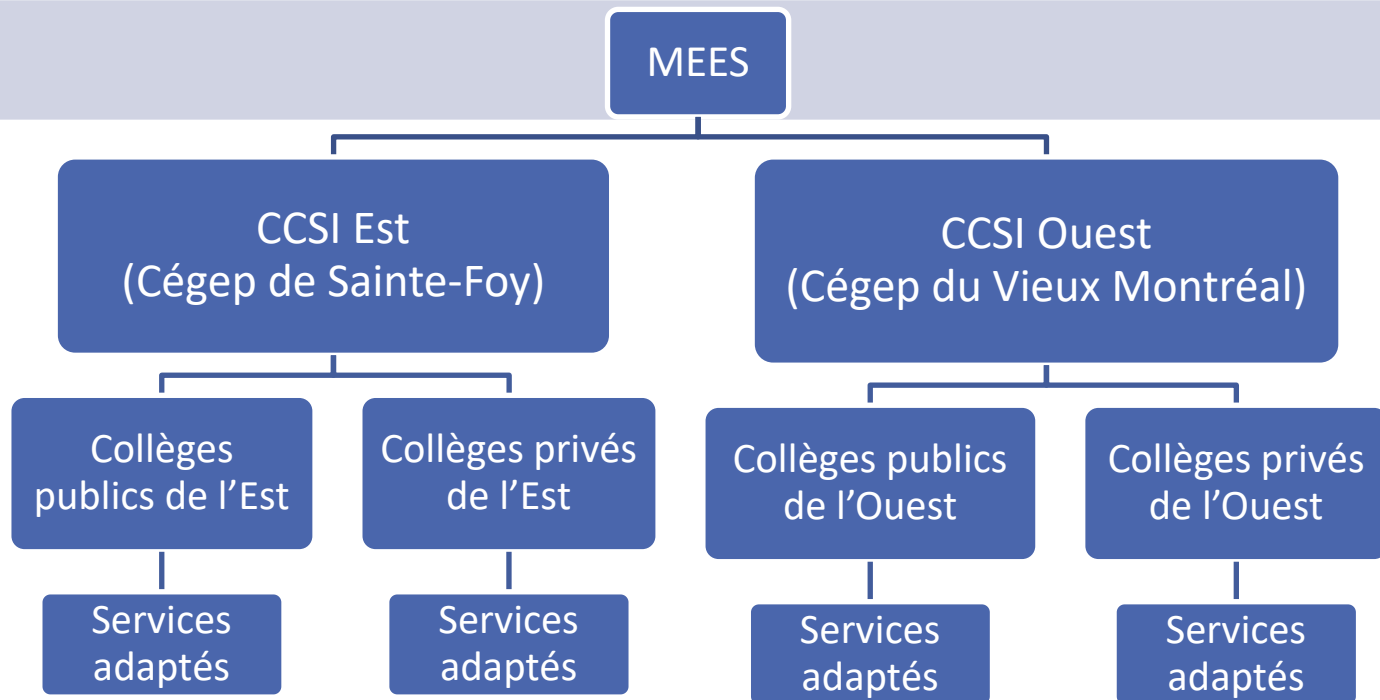 MEES
CCSI Est
(Cégep de Sainte-Foy)
CCSI Ouest
(Cégep du Vieux Montréal)
Collèges
publics de l’Est
Collèges privés
de l’Est
Collèges publics
de l’Ouest
Collèges privés
de l’Ouest
Services
adaptés
Services
adaptés
Services
adaptés
Services
adaptés